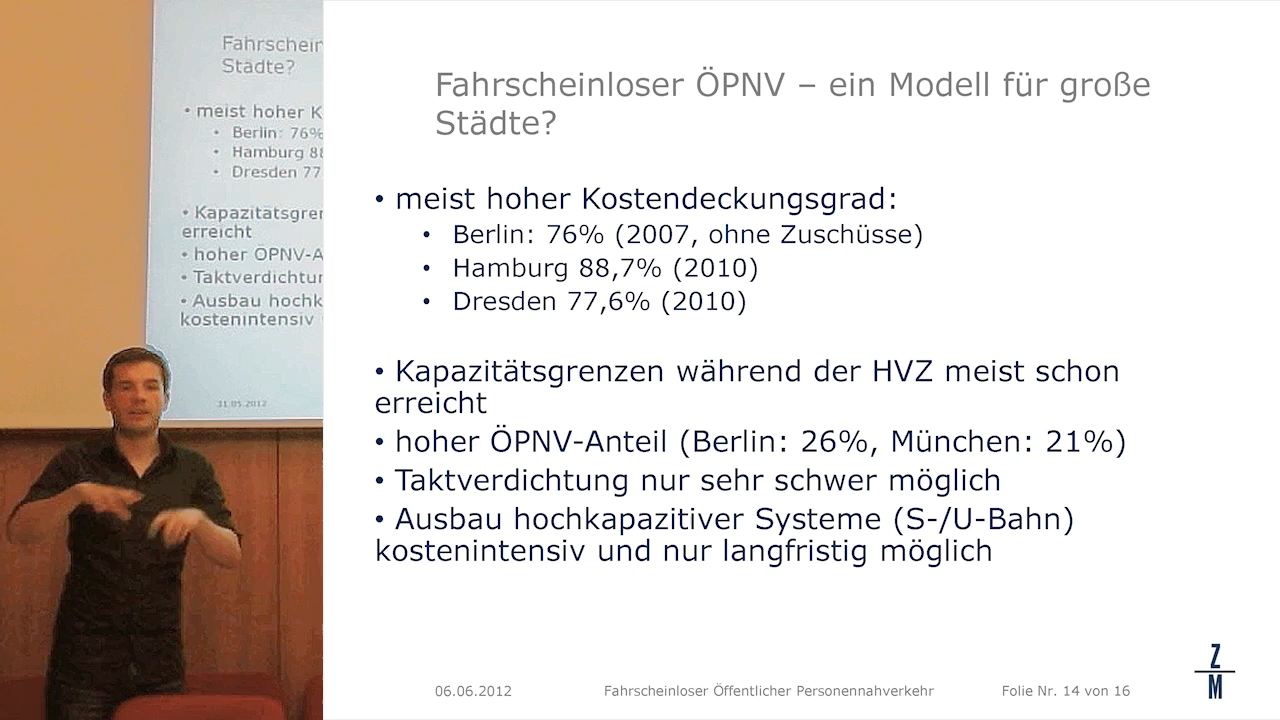 Fahrschein
Städte?
• meist hoher K
• Berlin: 76%
• Hamburg 88
• Dresden 77
• Kapazitätsgren
erreicht
• hoher ÖPNV-A
• Taktverdichtun
• Ausbau hochk
kostenintensiv
31.05.2012
Fahrscheinloser ÖPNV – ein Modell für große
Städte?
• meist hoher Kostendeckungsgrad:
• Berlin: 76% (2007, ohne Zuschüsse)
• Hamburg 88,7% (2010)
• Dresden 77,6% (2010)
• Kapazitätsgrenzen während der HVZ meist schon
erreicht
• hoher ÖPNV-Anteil (Berlin: 26%, München: 21%)
• Taktverdichtung nur sehr schwer möglich
• Ausbau hochkapazitiver Systeme (S-/U-Bahn)
kostenintensiv und nur langfristig möglich
Z
M
06.06.2012 Fahrscheinloser Öffentlicher Personennahverkehr Folie Nr. 14 von 16